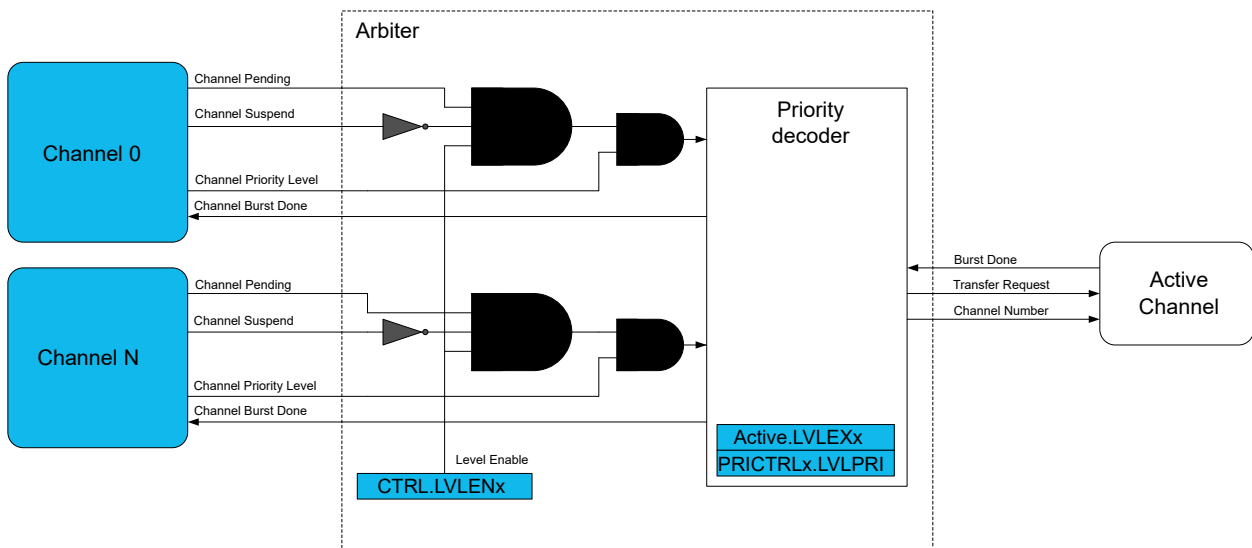 Arbiter
Channel 0
Channel Pending
Channel Suspend
Channel Priority Level
Channel Burst Done
Priority
decoder
Channel N
Channel Pending
Channel Suspend
Channel Priority Level
Channel Burst Done
Burst Done
Transfer Request
Channel Number
Active
Channel
Level Enable
CTRL.LVLENx
Active.LVLEXx
PRICTRLx.LVLPRI